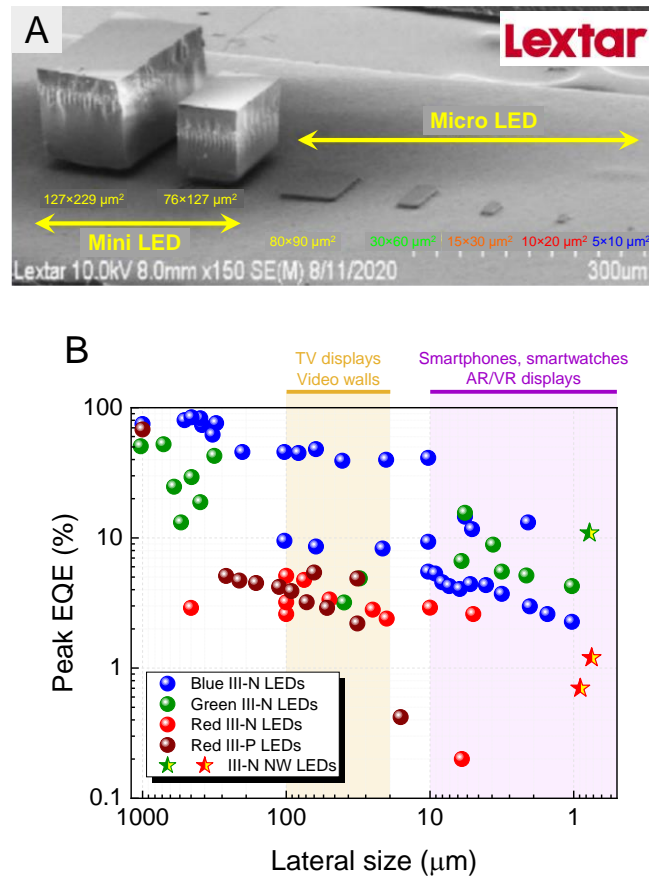 A
Lextar
Micro LED
127×229 µm²
76×127 µm²
Mini LED
80×90 µm²
30×60 µm²
15×30 µm²
10×20 µm²
5×10 µm²
Lextar 10.0kV 8.0mm x150 SE(M) 8/11/2020
300um
B
TV displays
Video walls
Smartphones, smartwatches
AR/VR displays
100
10
1
0.1
Peak EQE (%)
Blue III-N LEDs
Green III-N LEDs
Red III-N LEDs
Red III-P LEDs
III-N NW LEDs
1000
100
10
1
Lateral size (μm)